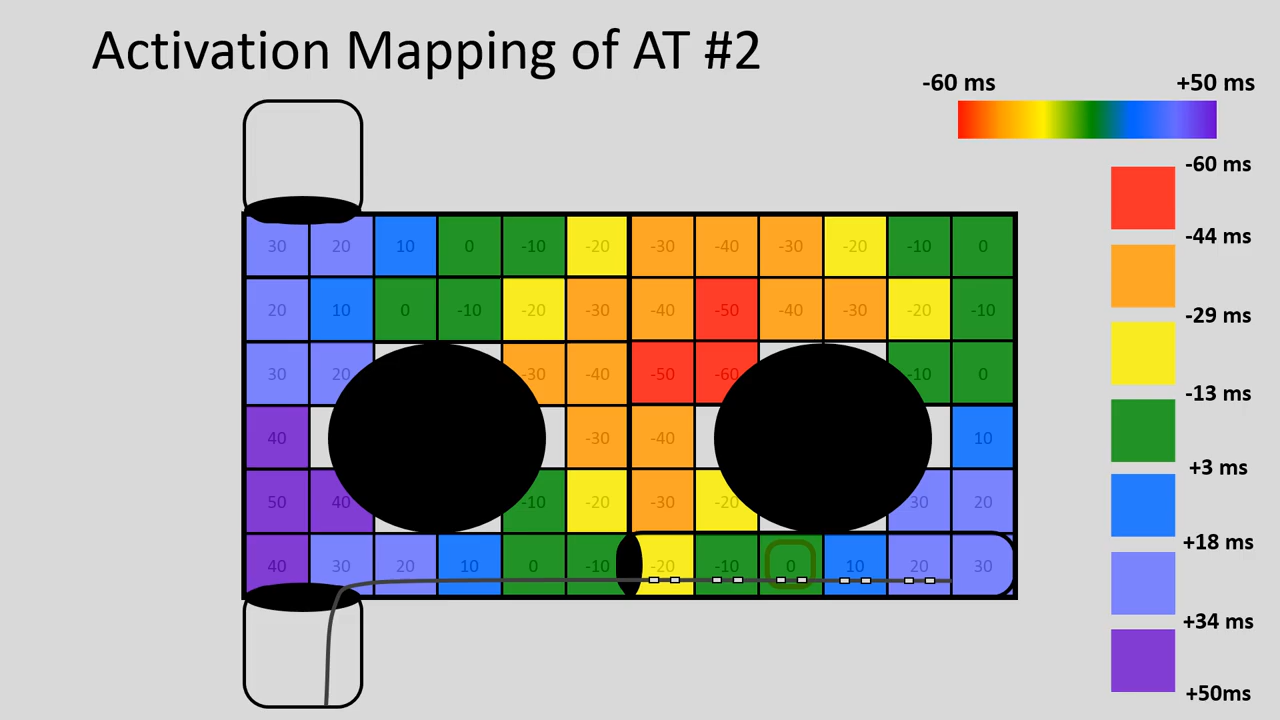 Activation Mapping of AT #2
-60 ms +50 ms
-60 ms
-44 ms
-29 ms
-13 ms
+3 ms
+18 ms
+34 ms
+50ms
30 20 10 0 -10 -20 -30 -40 -30 -20 -10 0
20 10 0 -10 -20 -30 -40 -50 -40 -30 -20 -10
30 20 -30 -40 -50 -60 -10 0
40 -30 -40 10
50 40 -10 -20 -30 -20 30 20
40 30 20 10 0 -10 -20 -10 0 10 20 30